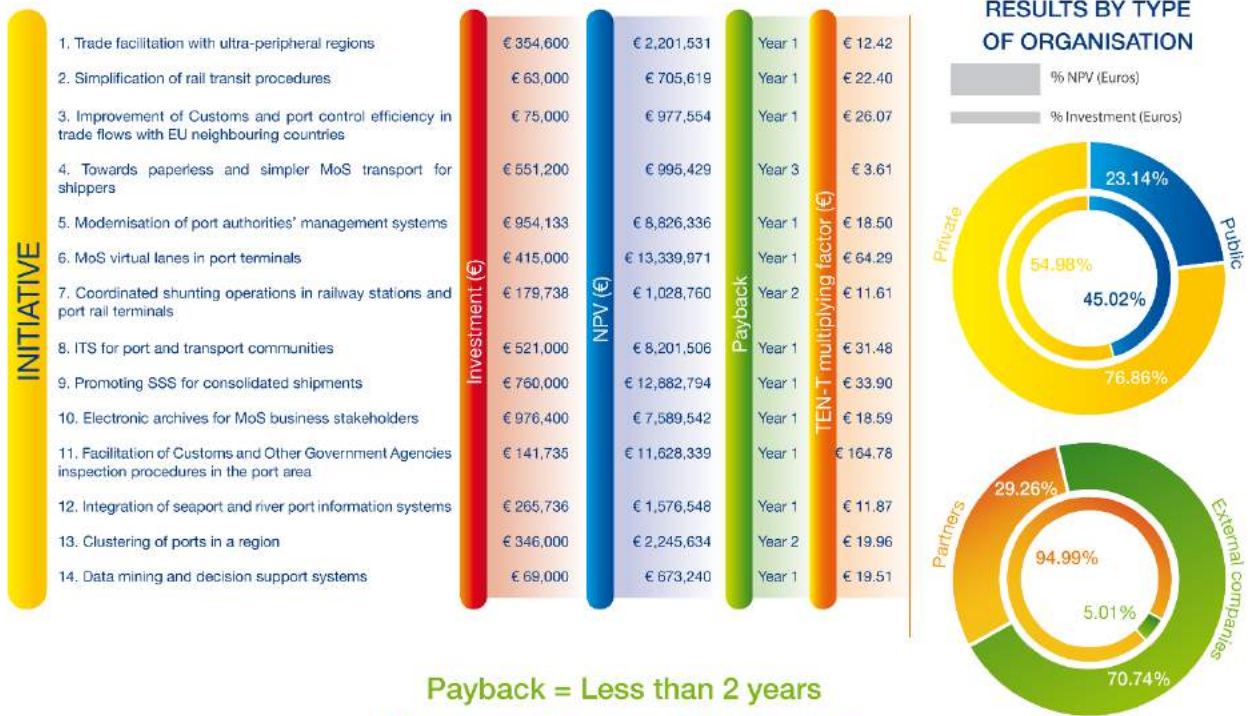 INITIATIVE
Investment (€)
NPV (€)
Payback
TEN-T multiplying factor (€)
1. Trade facilitation with ultra-peripheral regions € 354,600 € 2,201,531 Year 1 € 12.42
2. Simplification of rail transit procedures € 63,000 € 705,619 Year 1 € 22.40
3. Improvement of Customs and port control efficiency in
trade flows with EU neighbouring countries € 75,000 € 977,554 Year 1 € 26.07
4. Towards paperless and simpler MoS transport for
shippers € 551,200 € 995,429 Year 3 € 3.61
5. Modernisation of port authorities' management systems € 954,133 € 8,826,336 Year 1 € 18.50
6. MoS virtual lanes in port terminals € 415,000 € 13,339,971 Year 1 € 64.29
7. Coordinated shunting operations in railway stations and
port rail terminals € 179,738 € 1,028,760 Year 2 € 11.61
8. ITS for port and transport communities € 521,000 € 8,201,506 Year 1 € 31.48
9. Promoting SSS for consolidated shipments € 760,000 € 12,882,794 Year 1 € 33.90
10. Electronic archives for MoS business stakeholders € 976,400 € 7,589,542 Year 1 € 18.59
11. Facilitation of Customs and Other Government Agencies
inspection procedures in the port area € 141,735 € 11,628,339 Year 1 € 164.78
12. Integration of seaport and river port information systems € 265,736 € 1,576,548 Year 1 € 11.87
13. Clustering of ports in a region € 346,000 € 2,245,634 Year 2 € 19.96
14. Data mining and decision support systems € 69,000 € 673,240 Year 1 € 19.51
Payback = Less than 2 years
RESULTS BY TYPE
OF ORGANISATION
% NPV (Euros)
% Investment (Euros)
Private
Public
23.14%
54.98%
45.02%
76.86%
Partners
External companies
29.26%
94.99%
5.01%
70.74%